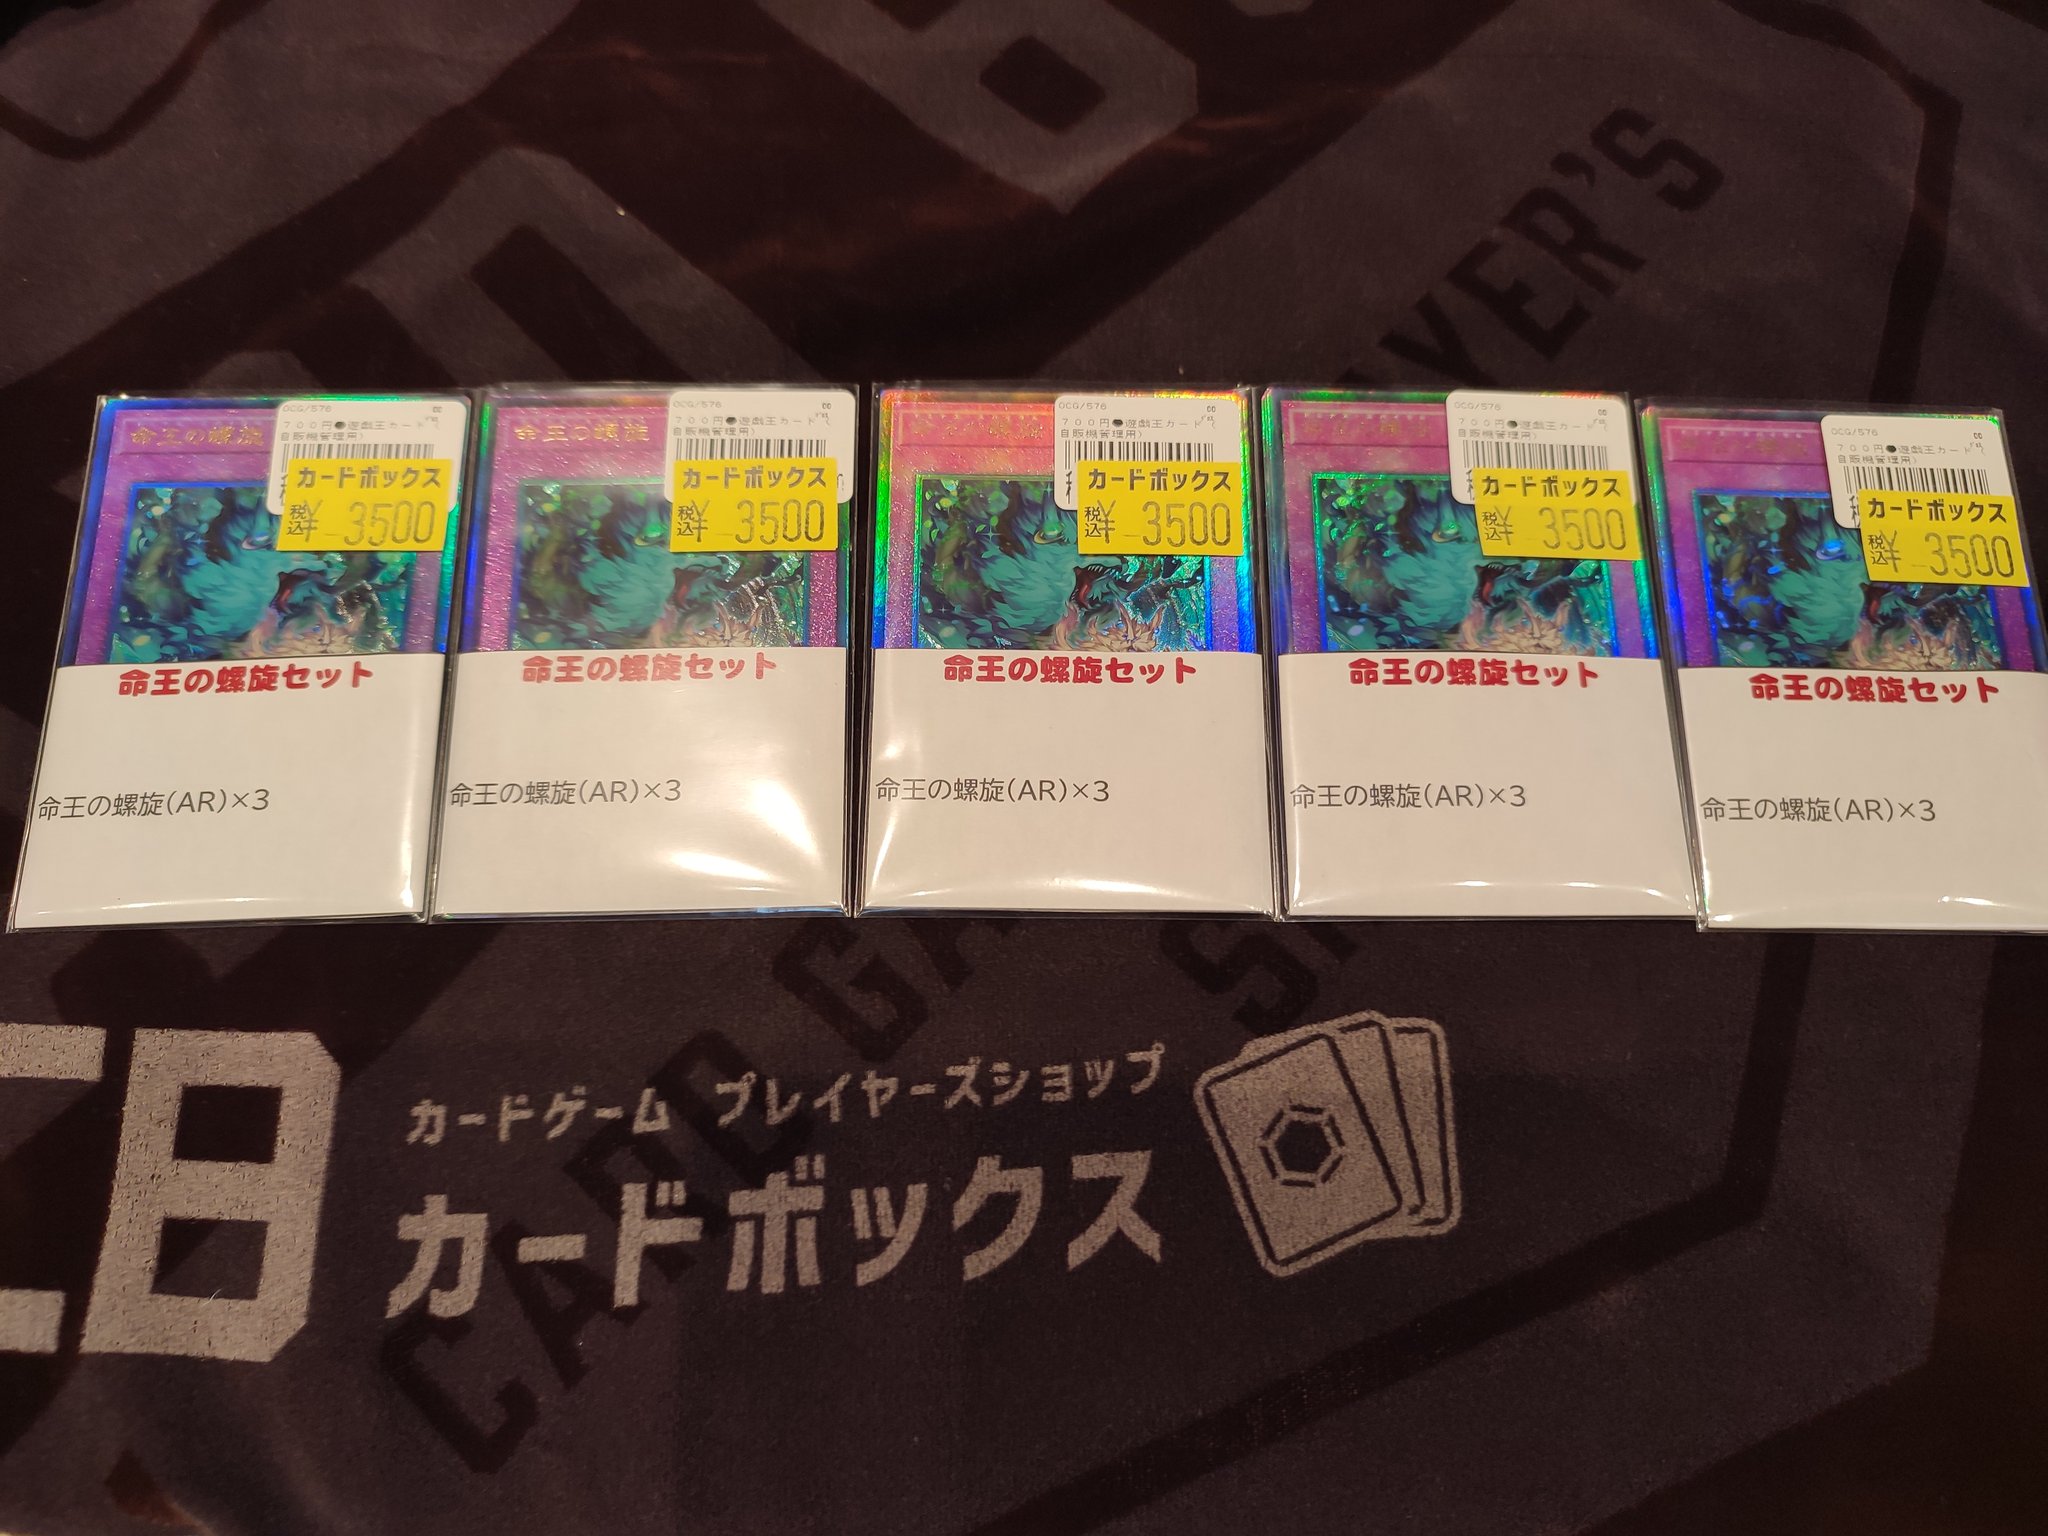 YER'S
命王の螺旋
OCG/576
700円●遊戯王カード(
自販機管理用)
カードボックス
税込¥ 3500
命王の螺旋セット
命王の螺旋(AR)×3
命王の螺旋
OCG/576
700円●遊戯王カード(
自販機管理用)
カードボックス
税込¥ 3500
命王の螺旋セット
命王の螺旋(AR)×3
OCG/576
700円●遊戯王カード(
自販機管理用)
カードボックス
税込¥ 3500
命王の螺旋セット
命王の螺旋(AR)×3
OCG/576
700円●遊戯王カード(
自販機管理用)
カードボックス
税込¥ 3500
命王の螺旋セット
命王の螺旋(AR)×3
OCG/576
700円●遊戯王カード(
自販機管理用)
カードボックス
税込¥ 3500
命王の螺旋セット
命王の螺旋(AR)×3
CARD GA
カードゲーム プレイヤーズショップ
カードボックス